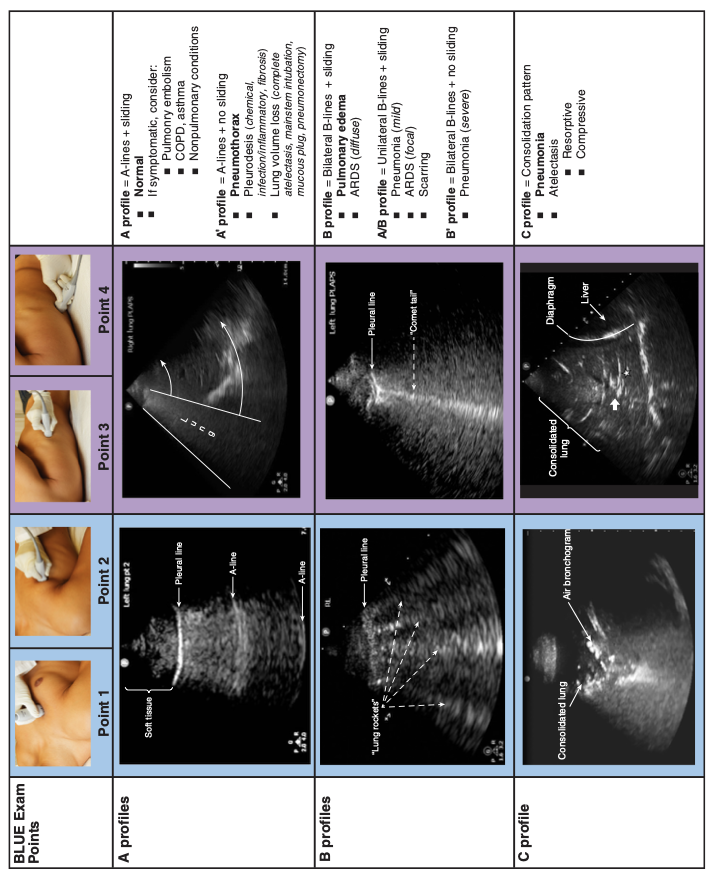 BLUE Exam
Points
Point 1
Point 2
Point 3
Point 4
A profiles
Left lung pt 2
Soft tissue
Pleural line
A-line
A-line
Right lung PLAPS
Lung
A profile = A-lines + sliding
■ Normal
■ If symptomatic, consider:
■ Pulmonry embolism
■ COPD, asthma
■ Nonpulmonary conditions
A' profile = A-lines + no sliding
■ Pneumothorax
■ Pleurodesis (chemical,
infection/inflammatory, fibrosis)
■ Lung volume loss (complete
atelectasis, mainstem intubation,
mucous plug, pneumonectomy)
B profiles
RL
Pleural line
"Lung rockets"
Left lung PLAPS
Pleural line
"Comet tail"
B profile = Bilateral B-lines + sliding
■ Pulmonary edema
■ ARDS (diffuse)
A/B profile = Unilateral B-lines + sliding
■ Pneumonia (mild)
■ ARDS (focal)
■ Scarring
B' profile = Bilateral B-lines + no sliding
■ Pneumonia (severe)
C profile
Consolidated lung
Air bronchogram
Consolidated
lung
Diaphragm
Liver
C profile = Consolidation pattern
■ Pneumonia
■ Atelectasis
■ Resorptive
■ Compressive